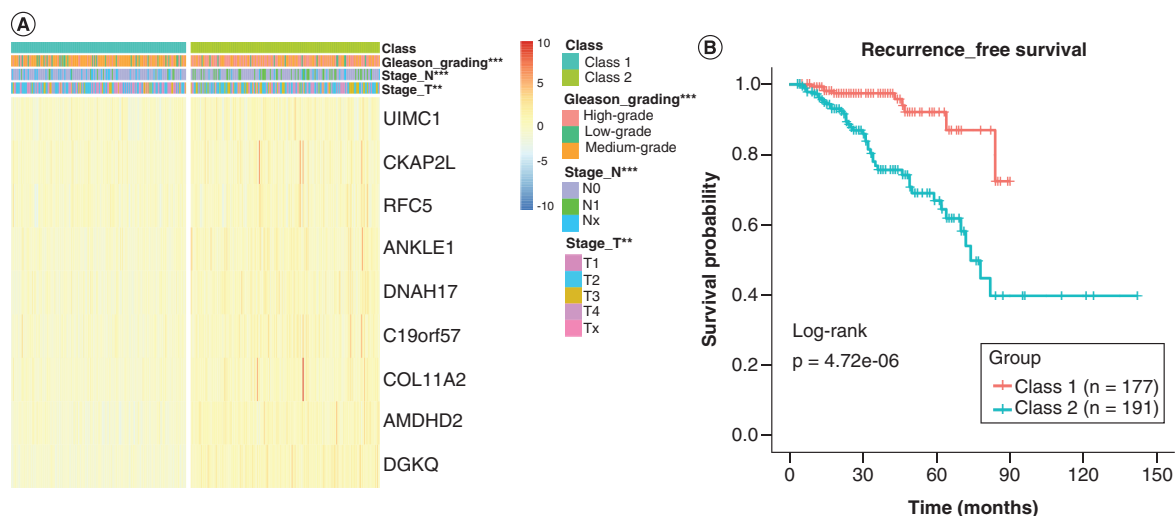 A
Class
Gleason_grading***
Stage_N***
Stage_T**
UIMC1
CKAP2L
RFC5
ANKLE1
DNAH17
C19orf57
COL11A2
AMDHD2
DGKQ
10
5
0
-5
-10
Class
Class 1
Class 2
Gleason_grading***
High-grade
Low-grade
Medium-grade
Stage_N***
N0
N1
Nx
Stage_T**
T1
T2
T3
T4
Tx
B
Recurrence_free survival
Survival probability
1.0
0.8
0.6
0.4
0.2
0.0
Log-rank
p = 4.72e-06
Group
Class 1 (n = 177)
Class 2 (n = 191)
0 30 60 90 120 150
Time (months)